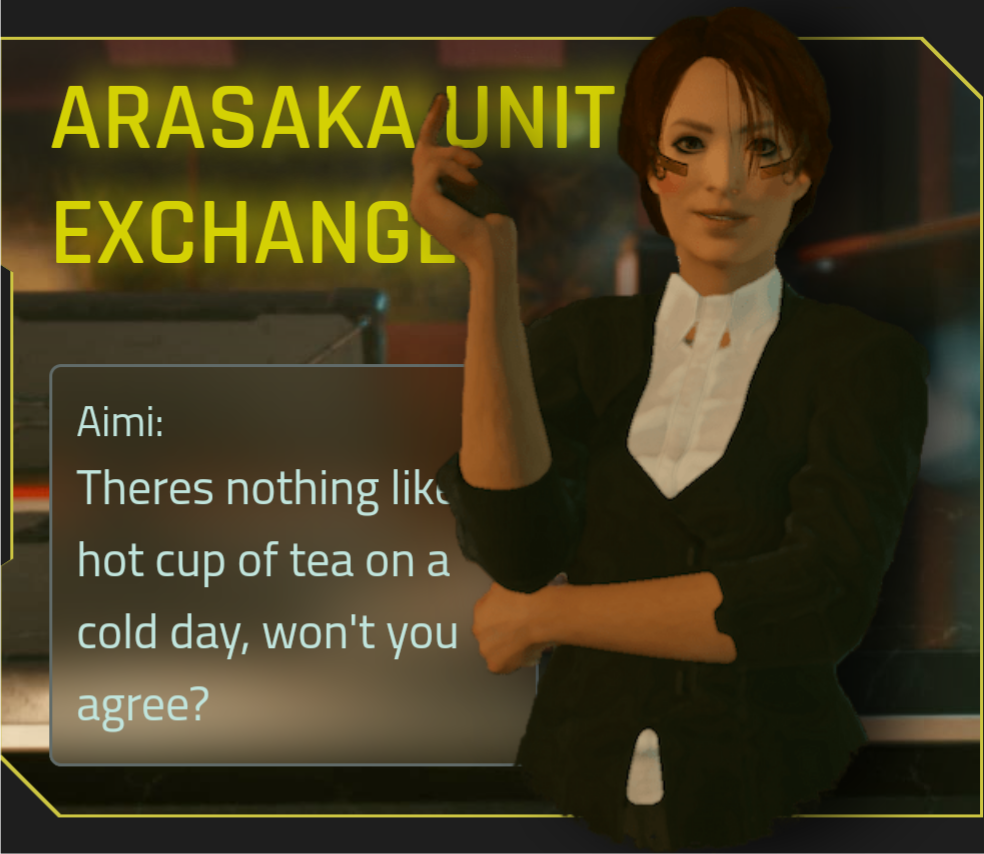 ARASAKA UNIT
EXCHANGE
Aimi:
Theres nothing like
hot cup of tea on a
cold day, won't you
agree?